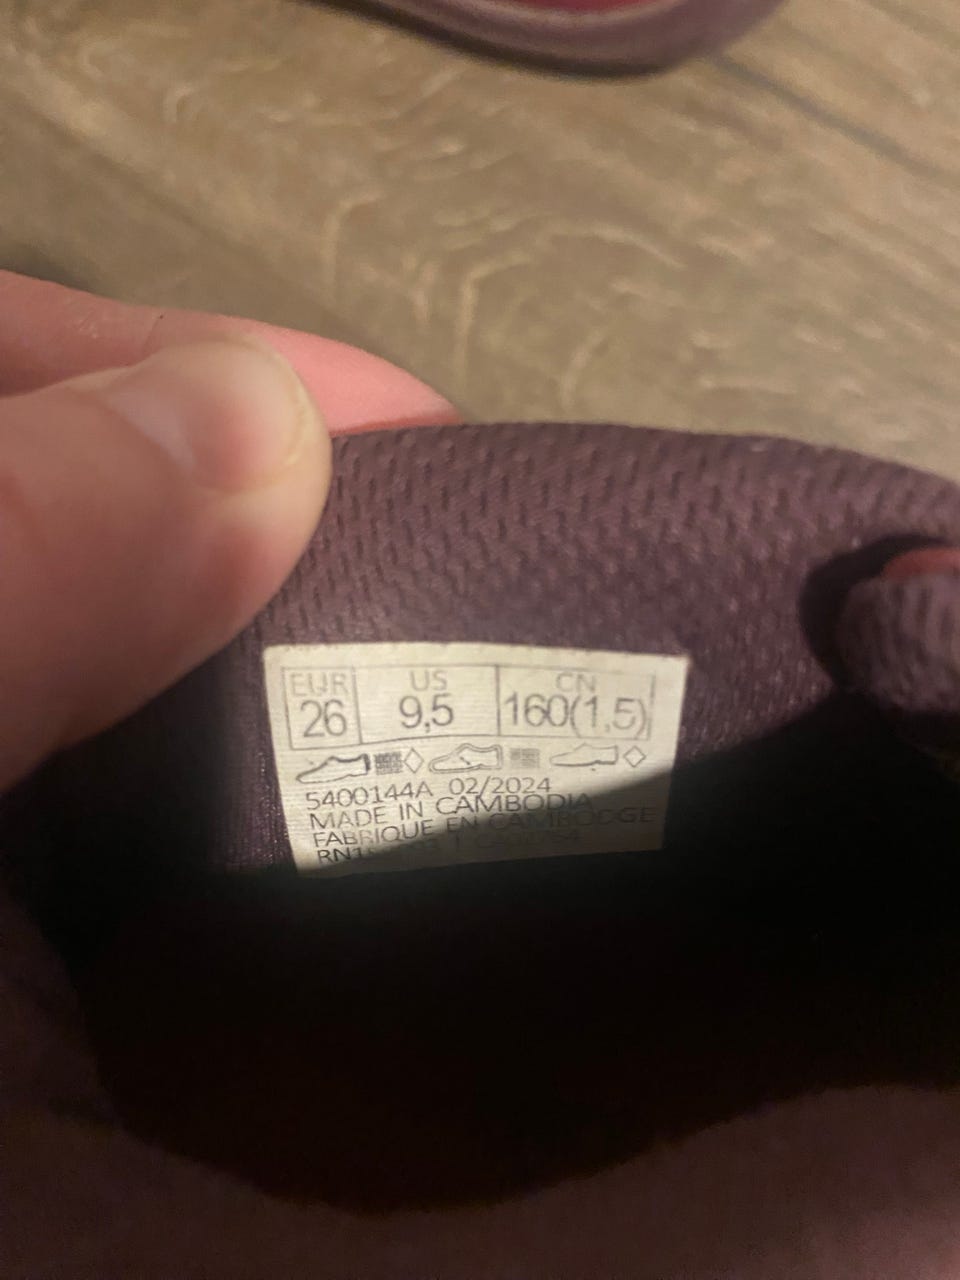 EUR US CN
26 9,5 160(1,5)
5400144A 02/2024
MADE IN CAMBODIA
FABRIQUE EN CAMBODGE